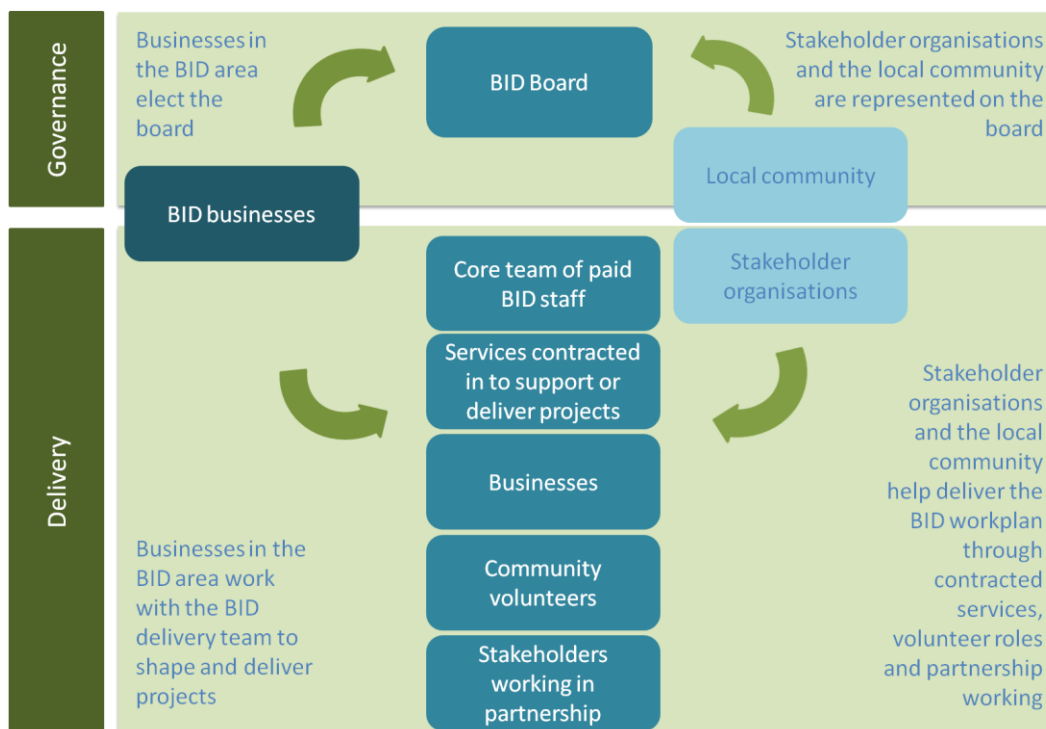 Governance
Businesses in
the BID area
elect the
board
BID Board
Stakeholder organisations
and the local community
are represented on the
board
BID businesses
Local community
Delivery
Stakeholder
organisations
Core team of paid
BID staff
Services contracted
in to support or
deliver projects
Businesses
Community
volunteers
Stakeholders
working in
partnership
Businesses in the
BID area work
with the BID
delivery team to
shape and deliver
projects
Stakeholder
organisations
and the local
community
help deliver the
BID workplan
through
contracted
services,
volunteer roles
and partnership
working